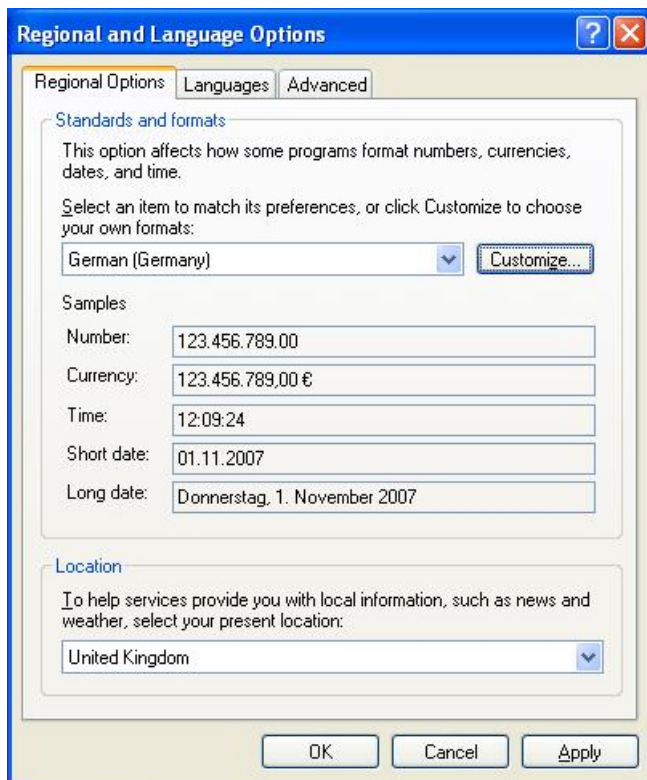 Regional and Language Options
Regional Options Languages Advanced
Standards and formats
This option affects how some programs format numbers, currencies,
dates, and time.
Select an item to match its preferences, or click Customize to choose
your own formats:
German (Germany) Customize...
Samples
Number: 123.456.789.00
Currency: 123.456.789,00 €
Time: 12:09:24
Short date: 01.11.2007
Long date: Donnerstag, 1. November 2007
Location
To help services provide you with local information, such as news and
weather, select your present location:
United Kingdom
OK Cancel Apply